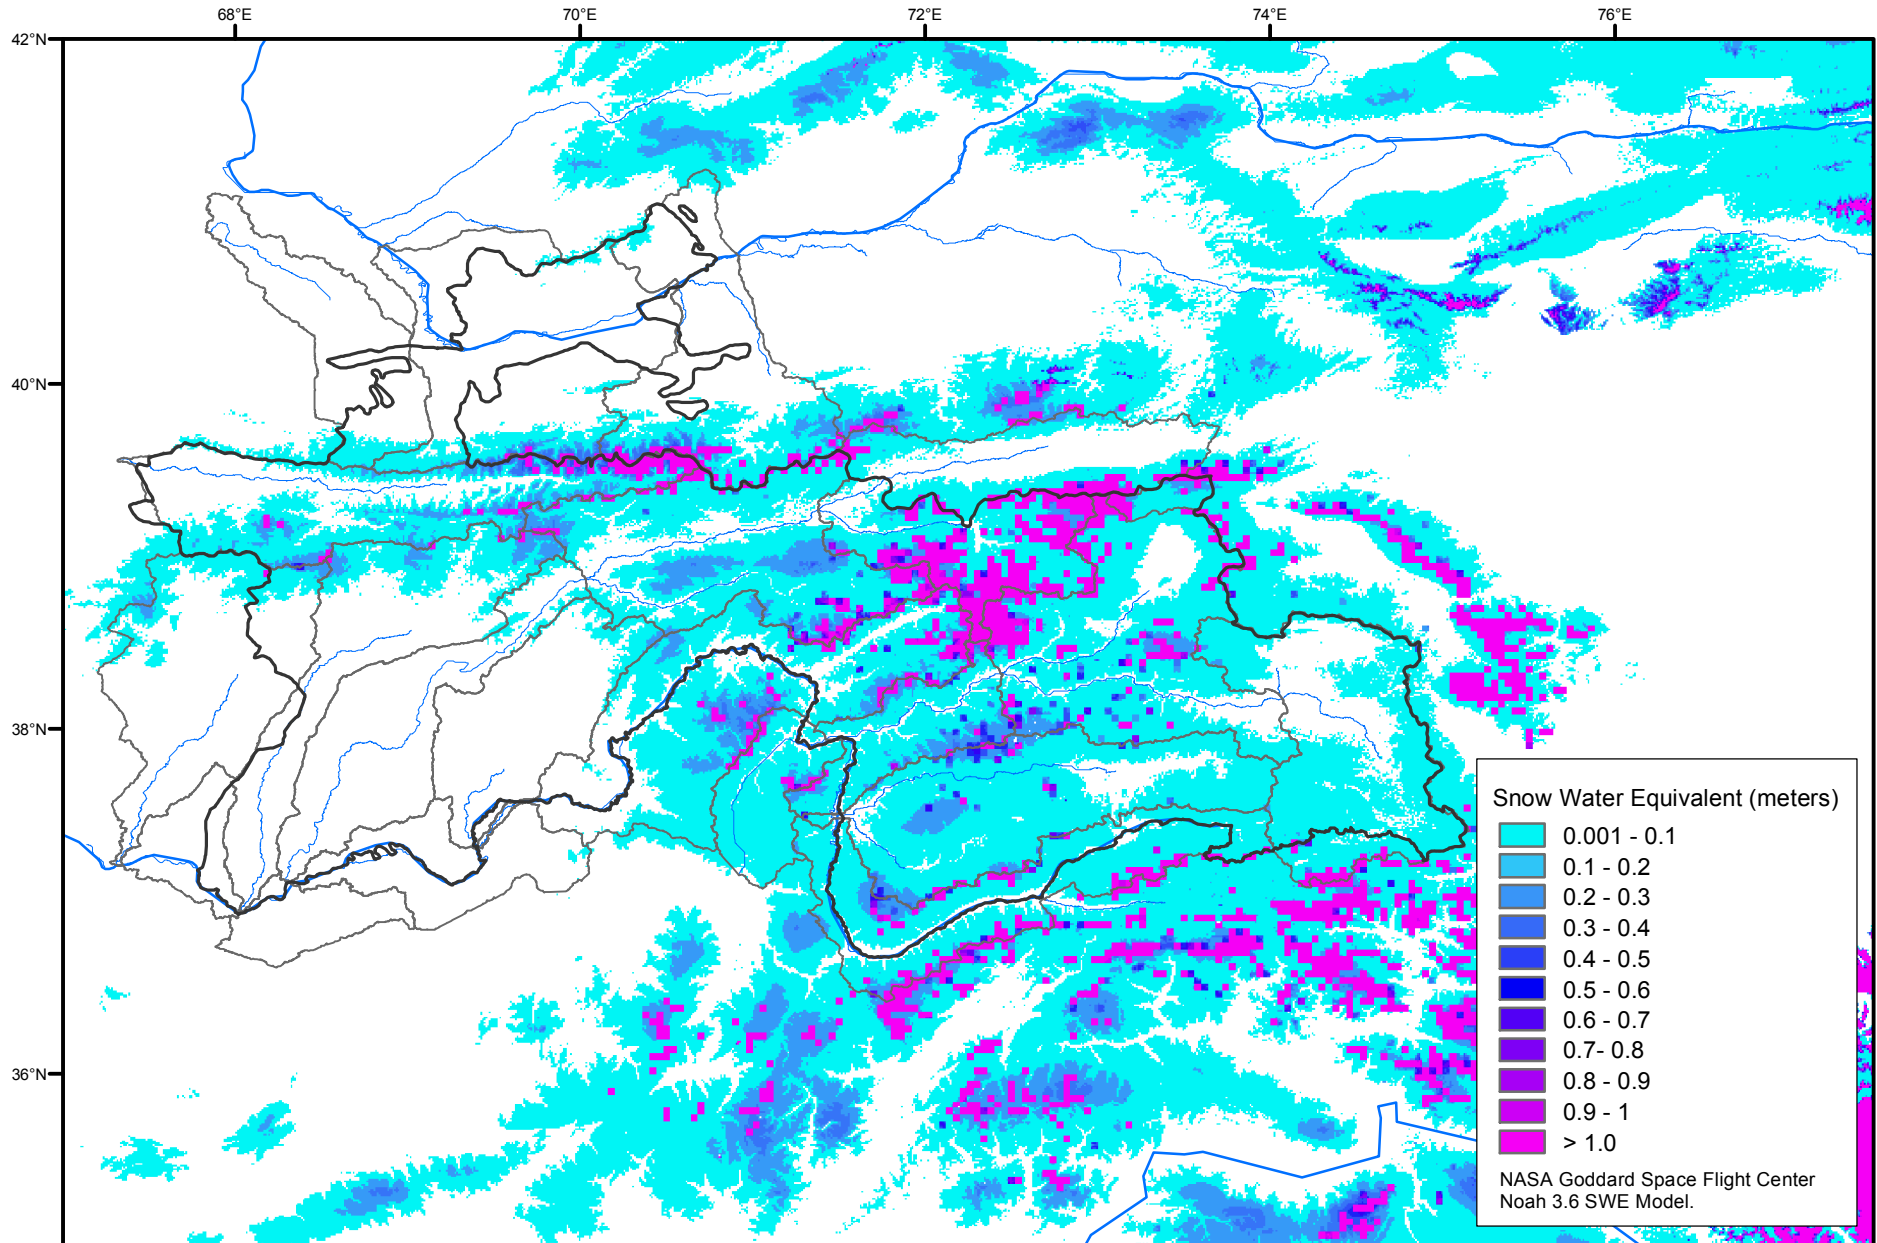 68°E 70°E 72°E 74°E 76°E
42°N
40°N
38°N
36°N
Snow Water Equivalent (meters)
0.001 - 0.1
0.1 - 0.2
0.2 - 0.3
0.3 - 0.4
0.4 - 0.5
0.5 - 0.6
0.6 - 0.7
0.7- 0.8
0.8 - 0.9
0.9 - 1
> 1.0
NASA Goddard Space Flight Center
Noah 3.6 SWE Model.